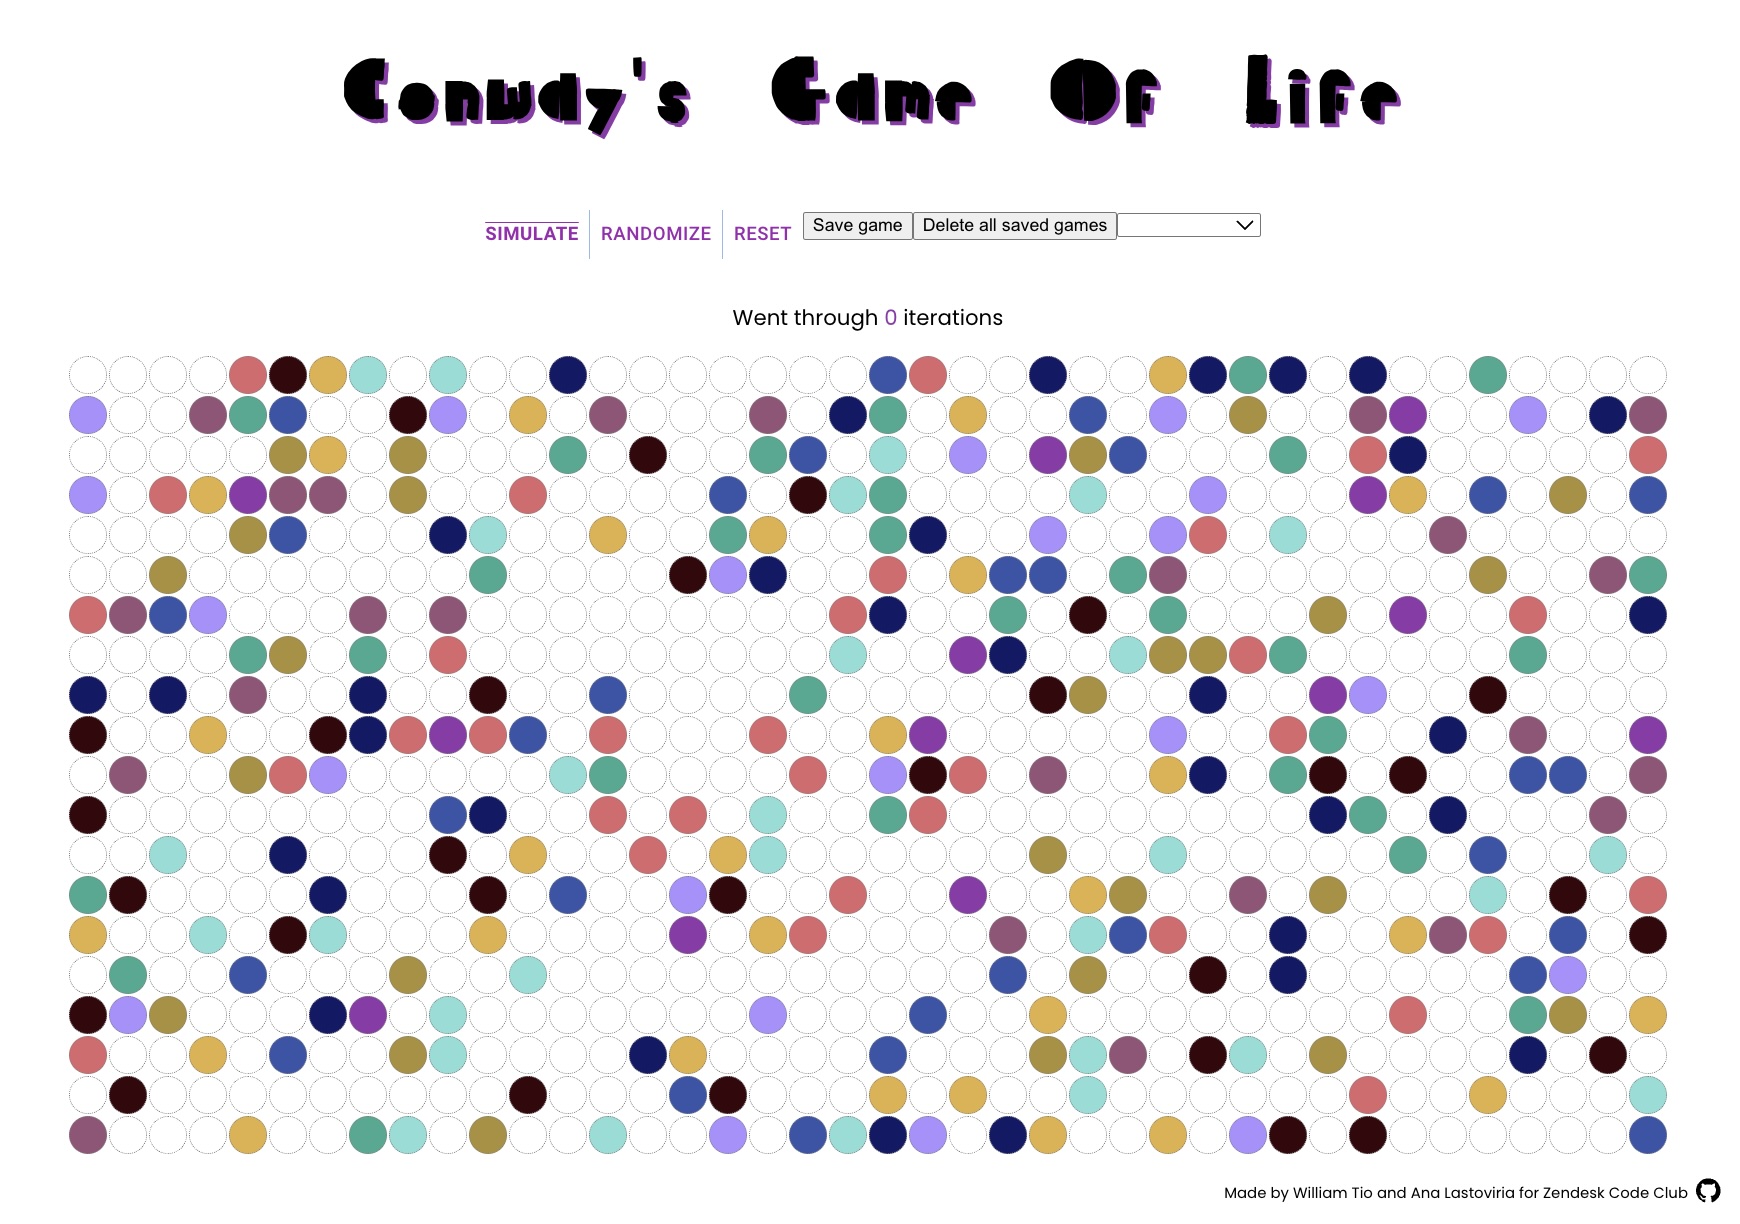 Conway's Game Of Life
SIMULATE RANDOMIZE RESET Save game Delete all saved games
Went through 0 iterations
Made by William Tio and Ana Lastoviria for Zendesk Code Club